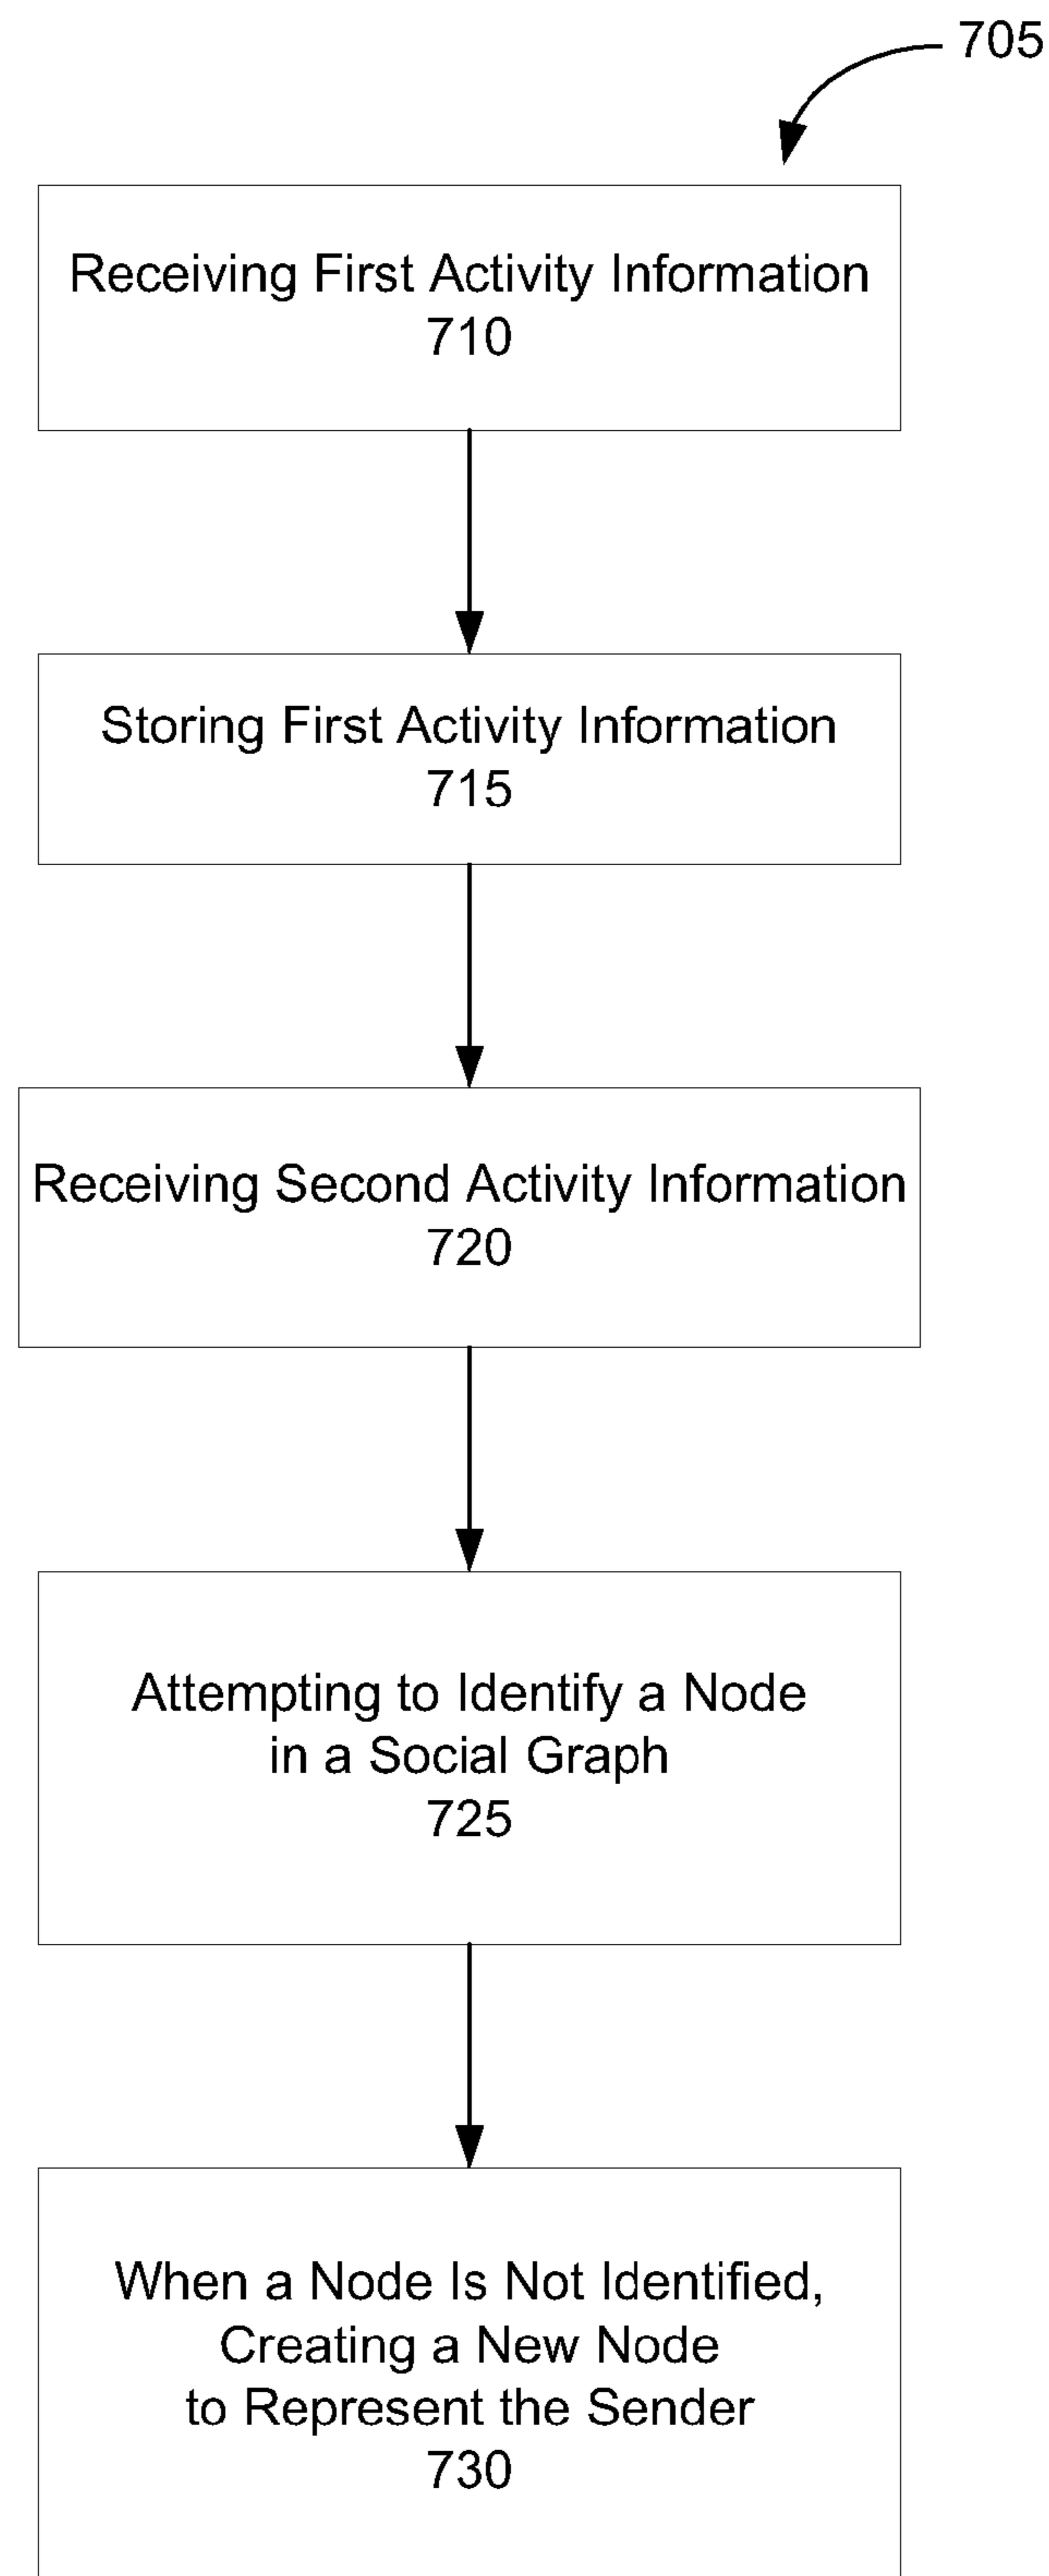 705
Receiving First Activity Information
710
Storing First Activity Information
715
Receiving Second Activity Information
720
Attempting to Identify a Node
in a Social Graph
725
When a Node Is Not Identified,
Creating a New Node
to Represent the Sender
730